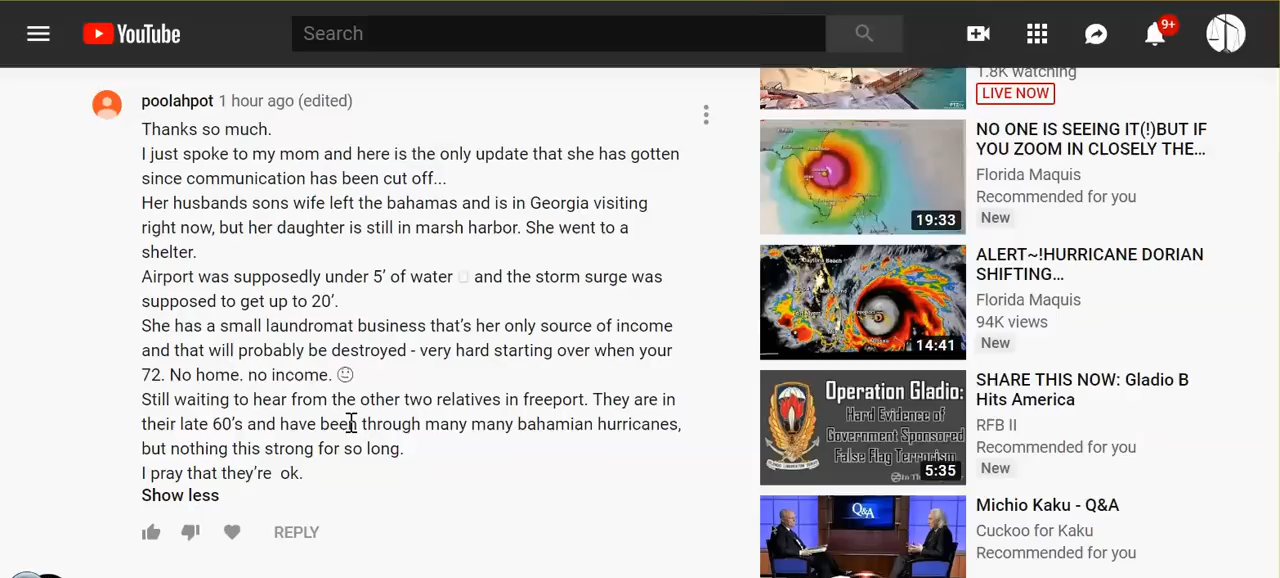 YouTube
Search
9+
poolahpot 1 hour ago (edited)
Thanks so much.
I just spoke to my mom and here is the only update that she has gotten
since communication has been cut off...
Her husbands sons wife left the bahamas and is in Georgia visiting
right now, but her daughter is still in marsh harbor. She went to a
shelter.
Airport was supposedly under 5’ of water and the storm surge was
supposed to get up to 20’.
She has a small laundromat business that’s her only source of income
and that will probably be destroyed - very hard starting over when your
72. No home. no income. ☺
Still waiting to hear from the other two relatives in freeport. They are in
their late 60’s and have been through many many bahamian hurricanes,
but nothing this strong for so long.
I pray that they’re ok.
Show less
REPLY
1.8K watching
LIVE NOW
NO ONE IS SEEING IT(!)BUT IF
YOU ZOOM IN CLOSELY THE...
Florida Maquis
Recommended for you
New
19:33
ALERT~!HURRICANE DORIAN
SHIFTING...
Florida Maquis
94K views
New
14:41
Operation Gladio:
Hard Evidence of
Government Sponsored
False Flag Terrorism
5:35
SHARE THIS NOW: Gladio B
Hits America
RFB II
Recommended for you
New
Q&A
Michio Kaku - Q&A
Cuckoo for Kaku
Recommended for you